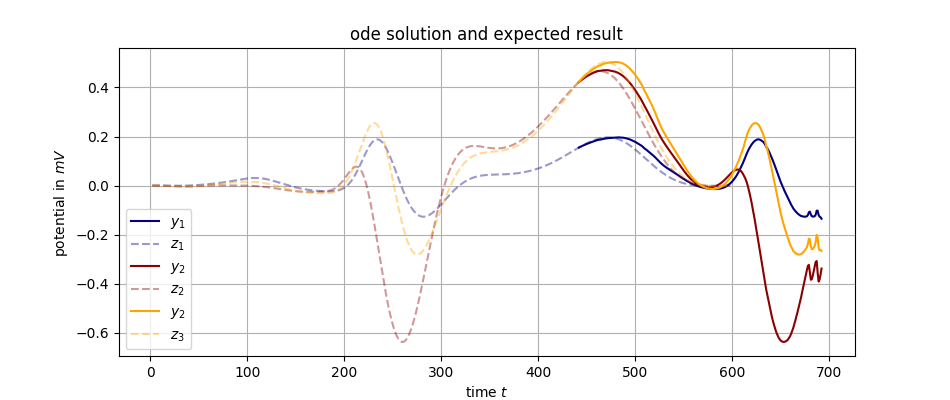 ode solution and expected result
potential in mV
0.4
0.2
0.0
−0.2
−0.4
−0.6
y₁
z₁
y₂
z₂
y₂
z₃
0 100 200 300 400 500 600 700
time t